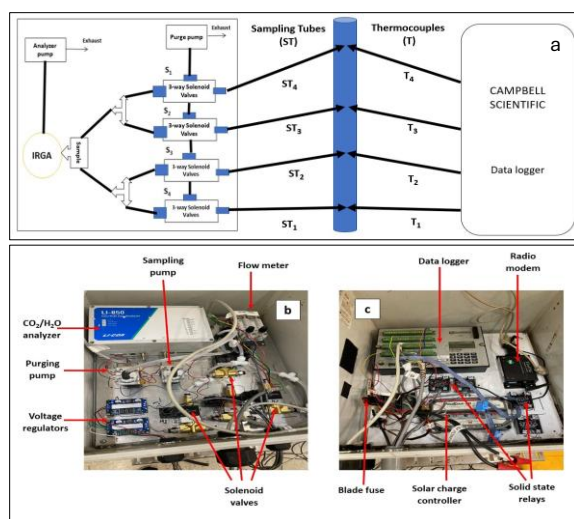 a
Analyzer
pump
Exhaust
Purge pump
Exhaust
Sampling Tubes
(ST)
Thermocouples
(T)
S1
3-way Solenoid
Valves
ST4
T4
CAMPBELL
SCIENTIFIC
S2
3-way Solenoid
Valves
ST3
T3
IRGA
Sample
S3
3-way Solenoid
Valves
ST2
T2
Data logger
S4
3-way Solenoid
Valves
ST1
T1
Sampling
pump
Flow meter
b
LI-850
LI-COR
CO2/H2O
analyzer
Purging
pump
Voltage
regulators
Solenoid
valves
Data logger
Radio
modem
c
Blade fuse
Solar charge
controller
Solid state
relays